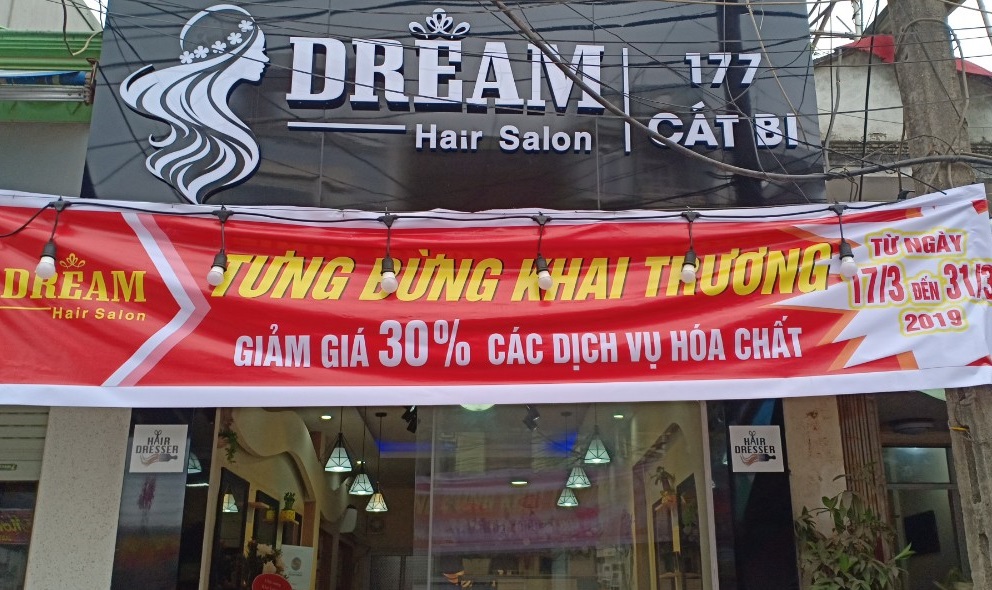 DREAM
Hair Salon
177
CÁT BI
DREAM
Hair Salon
TƯNG BỪNG KHAI TRƯƠNG
GIẢM GIÁ 30% CÁC DỊCH VỤ HÓA CHẤT
TỪ NGÀY
17/3 ĐẾN 31/3
2019
HAIR
DRESSER
HAIR
DRESSER